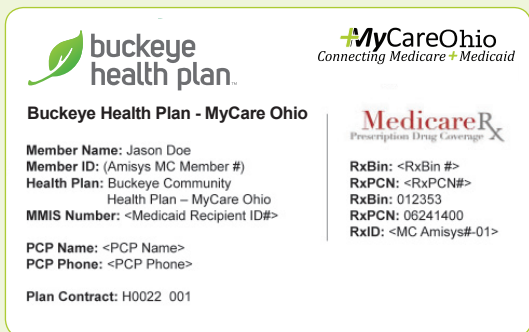 buckeye
health plan™
MyCareOhio
Connecting Medicare + Medicaid
Buckeye Health Plan - MyCare Ohio
Member Name: Jason Doe
Member ID: (Amisys MC Member #)
Health Plan: Buckeye Community
Health Plan – MyCare Ohio
MMIS Number: <Medicaid Recipient ID#>
PCP Name: <PCP Name>
PCP Phone: <PCP Phone>
Plan Contract: H0022 001
MedicareRx
Prescription Drug Coverage
RxBin: <RxBin #>
RxPCN: <RxPCN#>
RxBin: 012353
RxPCN: 06241400
RxID: <MC Amisys#-01>